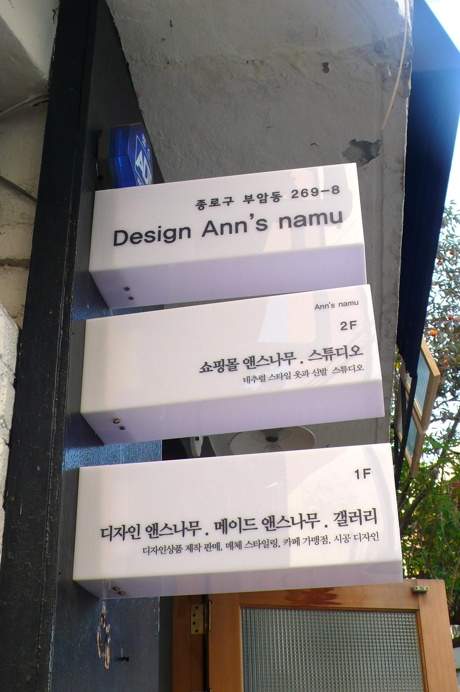 종로구 부암동 269-8
Design Ann's namu
Ann's namu
2F
쇼핑몰 앤스나무 . 스튜디오
네추럴 스타일 옷과 신발 스튜디오
1F
디자인 앤스나무 . 메이드 앤스나무 . 갤러리
디자인상품 제작 판매, 매체 스타일링, 카페 가맹점, 시공 디자인